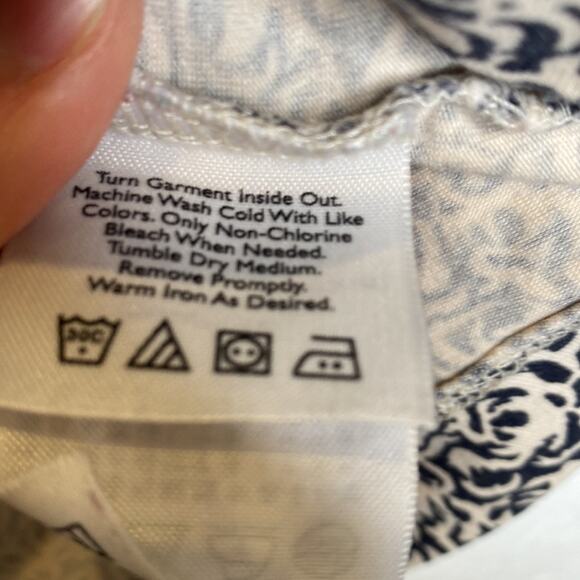 Turn Garment Inside Out.
Machine Wash Cold With Like
Colors. Only Non-Chlorine
Bleach When Needed.
Tumble Dry Medium.
Remove Promptly.
Warm Iron As Desired.
30C